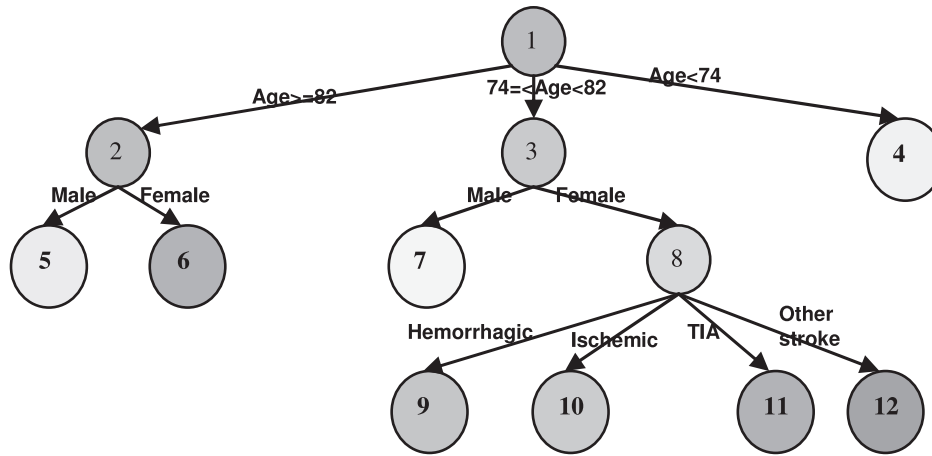 1
Age>=82
74=<Age<82
Age<74
2
3
4
Male
Female
Male
Female
5
6
7
8
Hemorrhagic
Ischemic
TIA
Other
stroke
9
10
11
12